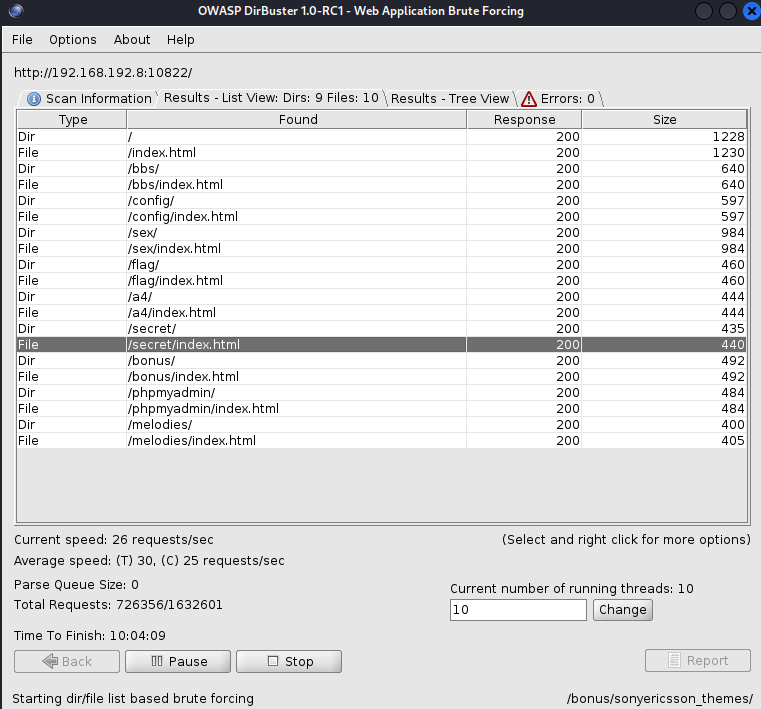 OWASP DirBuster 1.0-RC1 - Web Application Brute Forcing
File Options About Help
http://192.168.192.8:10822/
Scan Information Results - List View: Dirs: 9 Files: 10 Results - Tree View Errors: 0
Type Found Response Size
Dir / 200 1228
File /index.html 200 1230
Dir /bbs/ 200 640
File /bbs/index.html 200 640
Dir /config/ 200 597
File /config/index.html 200 597
Dir /sex/ 200 984
File /sex/index.html 200 984
Dir /flag/ 200 460
File /flag/index.html 200 460
Dir /a4/ 200 444
File /a4/index.html 200 444
Dir /secret/ 200 435
File /secret/index.html 200 440
Dir /bonus/ 200 492
File /bonus/index.html 200 492
Dir /phpmyadmin/ 200 484
File /phpmyadmin/index.html 200 484
Dir /melodies/ 200 400
File /melodies/index.html 200 405
Current speed: 26 requests/sec (Select and right click for more options)
Average speed: (T) 30, (C) 25 requests/sec
Parse Queue Size: 0
Current number of running threads: 10
Total Requests: 726356/1632601
10 Change
Time To Finish: 10:04:09
Back Pause Stop Report
Starting dir/file list based brute forcing /bonus/sonyericsson_themes/